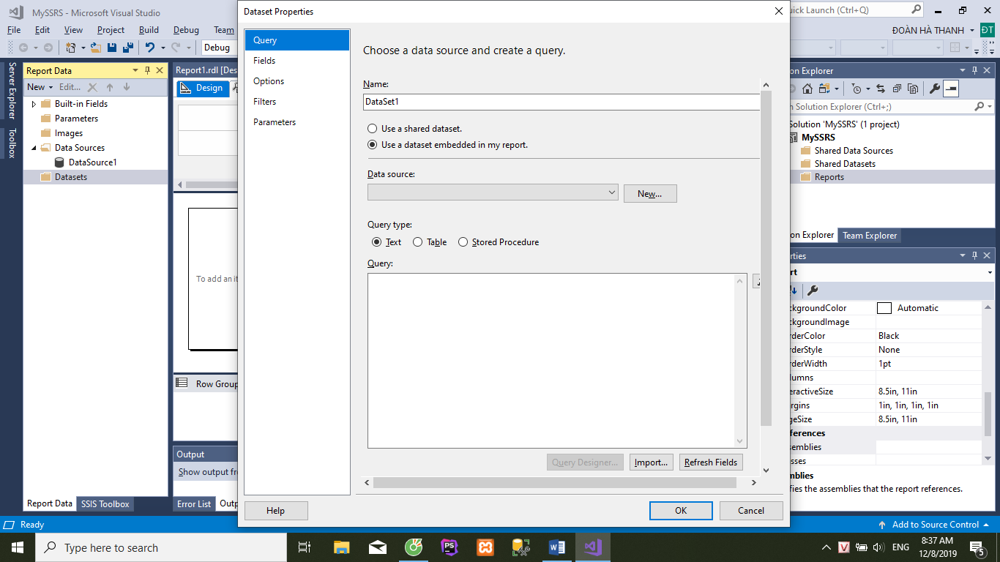 MySSRS - Microsoft Visual Studio
Dataset Properties
Quick Launch (Ctrl+Q)
File Edit View Project Build Debug Team
ĐOÀN HÀ THANH ĐT
Debug
Server Explorer
Toolbox
Report Data
New Edit...
Built-in Fields
Parameters
Images
Data Sources
DataSource1
Datasets
Report Data SSIS Toolbox
Report1.rdl [Des
Design
To add an it
Row Group
Output
Show output fr
Error List Outp
Query
Fields
Options
Filters
Parameters
Choose a data source and create a query.
Name:
DataSet1
Use a shared dataset.
Use a dataset embedded in my report.
Data source:
New...
Query type:
Text Table Stored Procedure
Query:
Query Designer... Import... Refresh Fields
Help OK Cancel
on Explorer
h Solution Explorer (Ctrl+;)
Solution 'MySSRS' (1 project)
MySSRS
Shared Data Sources
Shared Datasets
Reports
on Explorer Team Explorer
rties
rt
ckgroundColor Automatic
ckgroundImage
rderColor Black
rderStyle None
rderWidth 1pt
lumns
eractiveSize 8.5in, 11in
rgins 1in, 1in, 1in, 1in
geSize 8.5in, 11in
ferences
semblies
sses
mblies
fies the assemblies that the report references.
Ready Add to Source Control
Type here to search
PS
V
ENG
8:37 AM
12/8/2019
5